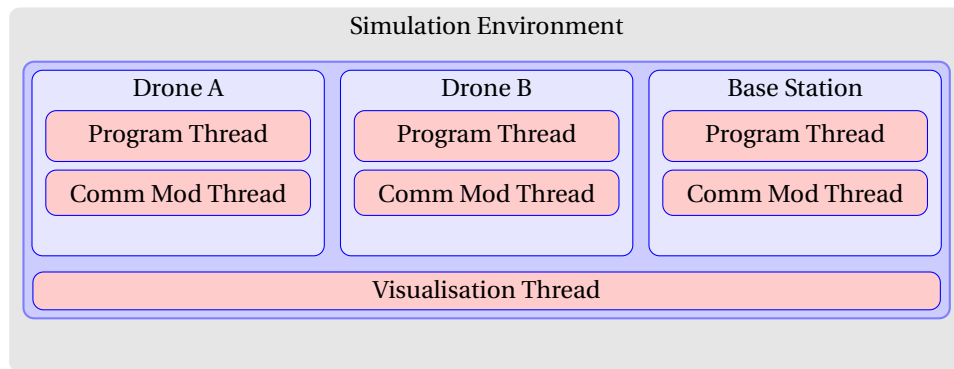 Simulation Environment
Drone A
Program Thread
Comm Mod Thread
Drone B
Program Thread
Comm Mod Thread
Base Station
Program Thread
Comm Mod Thread
Visualisation Thread